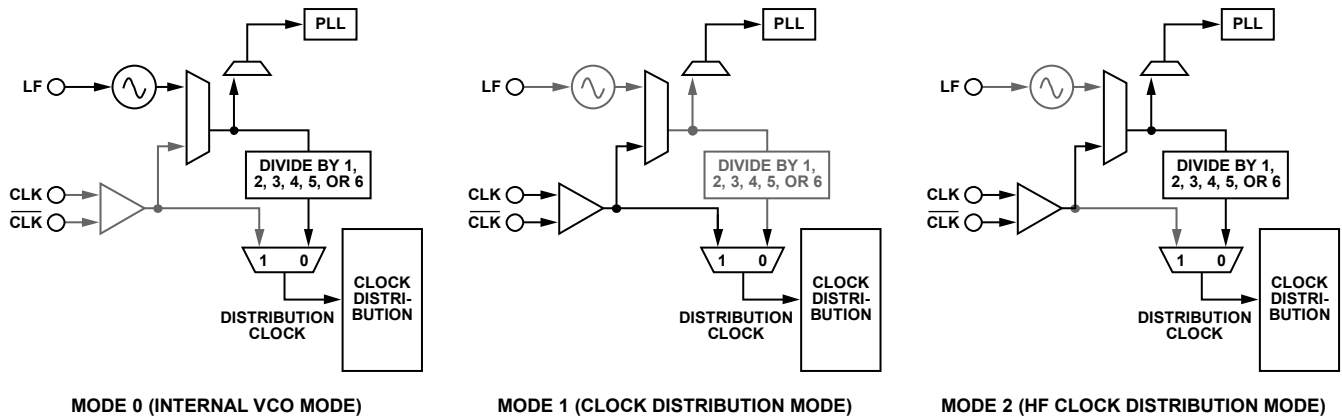 PLL
LF
DIVIDE BY 1,
2, 3, 4, 5, OR 6
CLK
CLK
1 0
CLOCK
DISTRI-
BUTION
DISTRIBUTION
CLOCK
MODE 0 (INTERNAL VCO MODE)
PLL
LF
DIVIDE BY 1,
2, 3, 4, 5, OR 6
CLK
CLK
1 0
CLOCK
DISTRI-
BUTION
DISTRIBUTION
CLOCK
MODE 1 (CLOCK DISTRIBUTION MODE)
PLL
LF
DIVIDE BY 1,
2, 3, 4, 5, OR 6
CLK
CLK
1 0
CLOCK
DISTRI-
BUTION
DISTRIBUTION
CLOCK
MODE 2 (HF CLOCK DISTRIBUTION MODE)